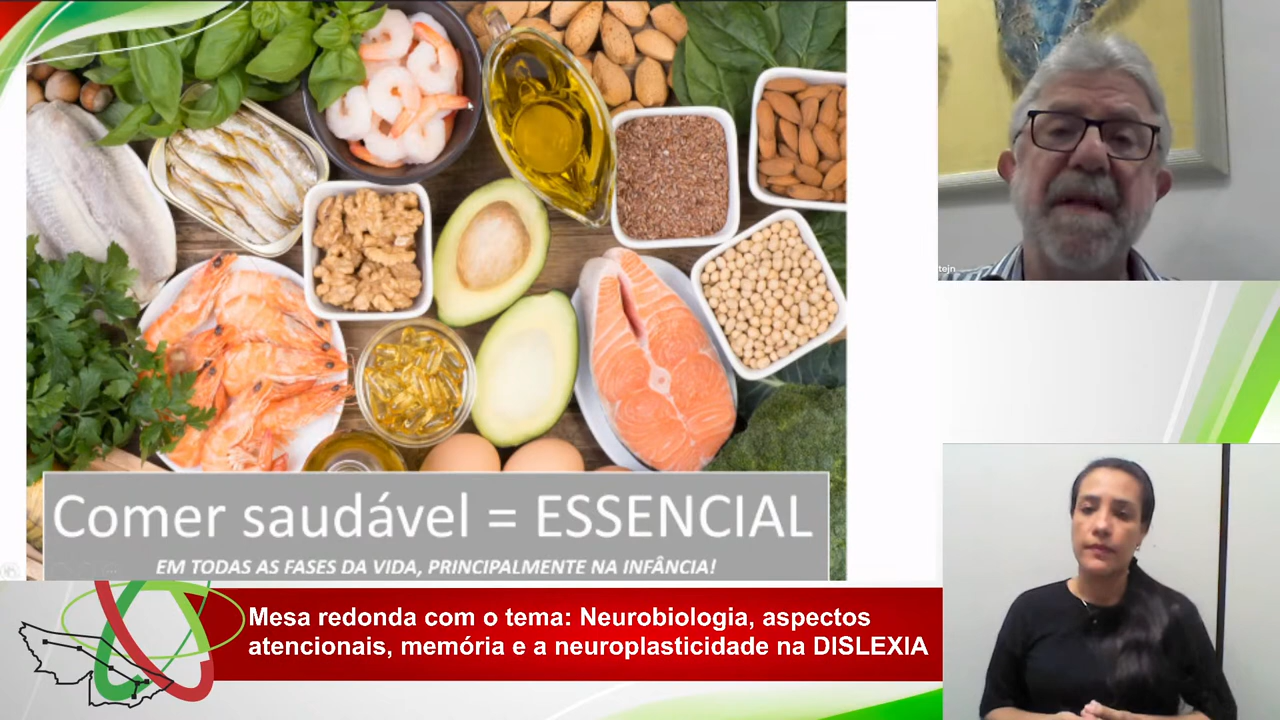 tejn
Comer saudável = ESSENCIAL
EM TODAS AS FASES DA VIDA, PRINCIPALMENTE NA INFÂNCIA!
Mesa redonda com o tema: Neurobiologia, aspectos
atencionais, memória e a neuroplasticidade na DISLEXIA